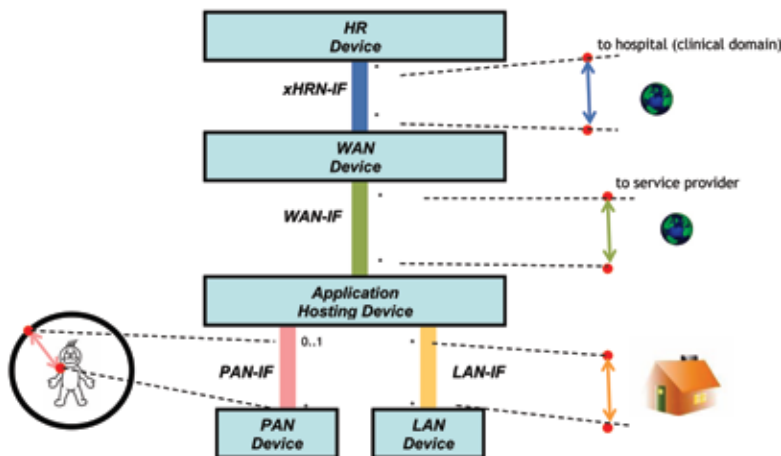 HR
Device
to hospital (clinical domain)
*
xHRN-IF
*
WAN
Device
to service provider
*
WAN-IF
*
Application
Hosting Device
0..1
*
PAN-IF
LAN-IF
*
*
PAN
Device
LAN
Device